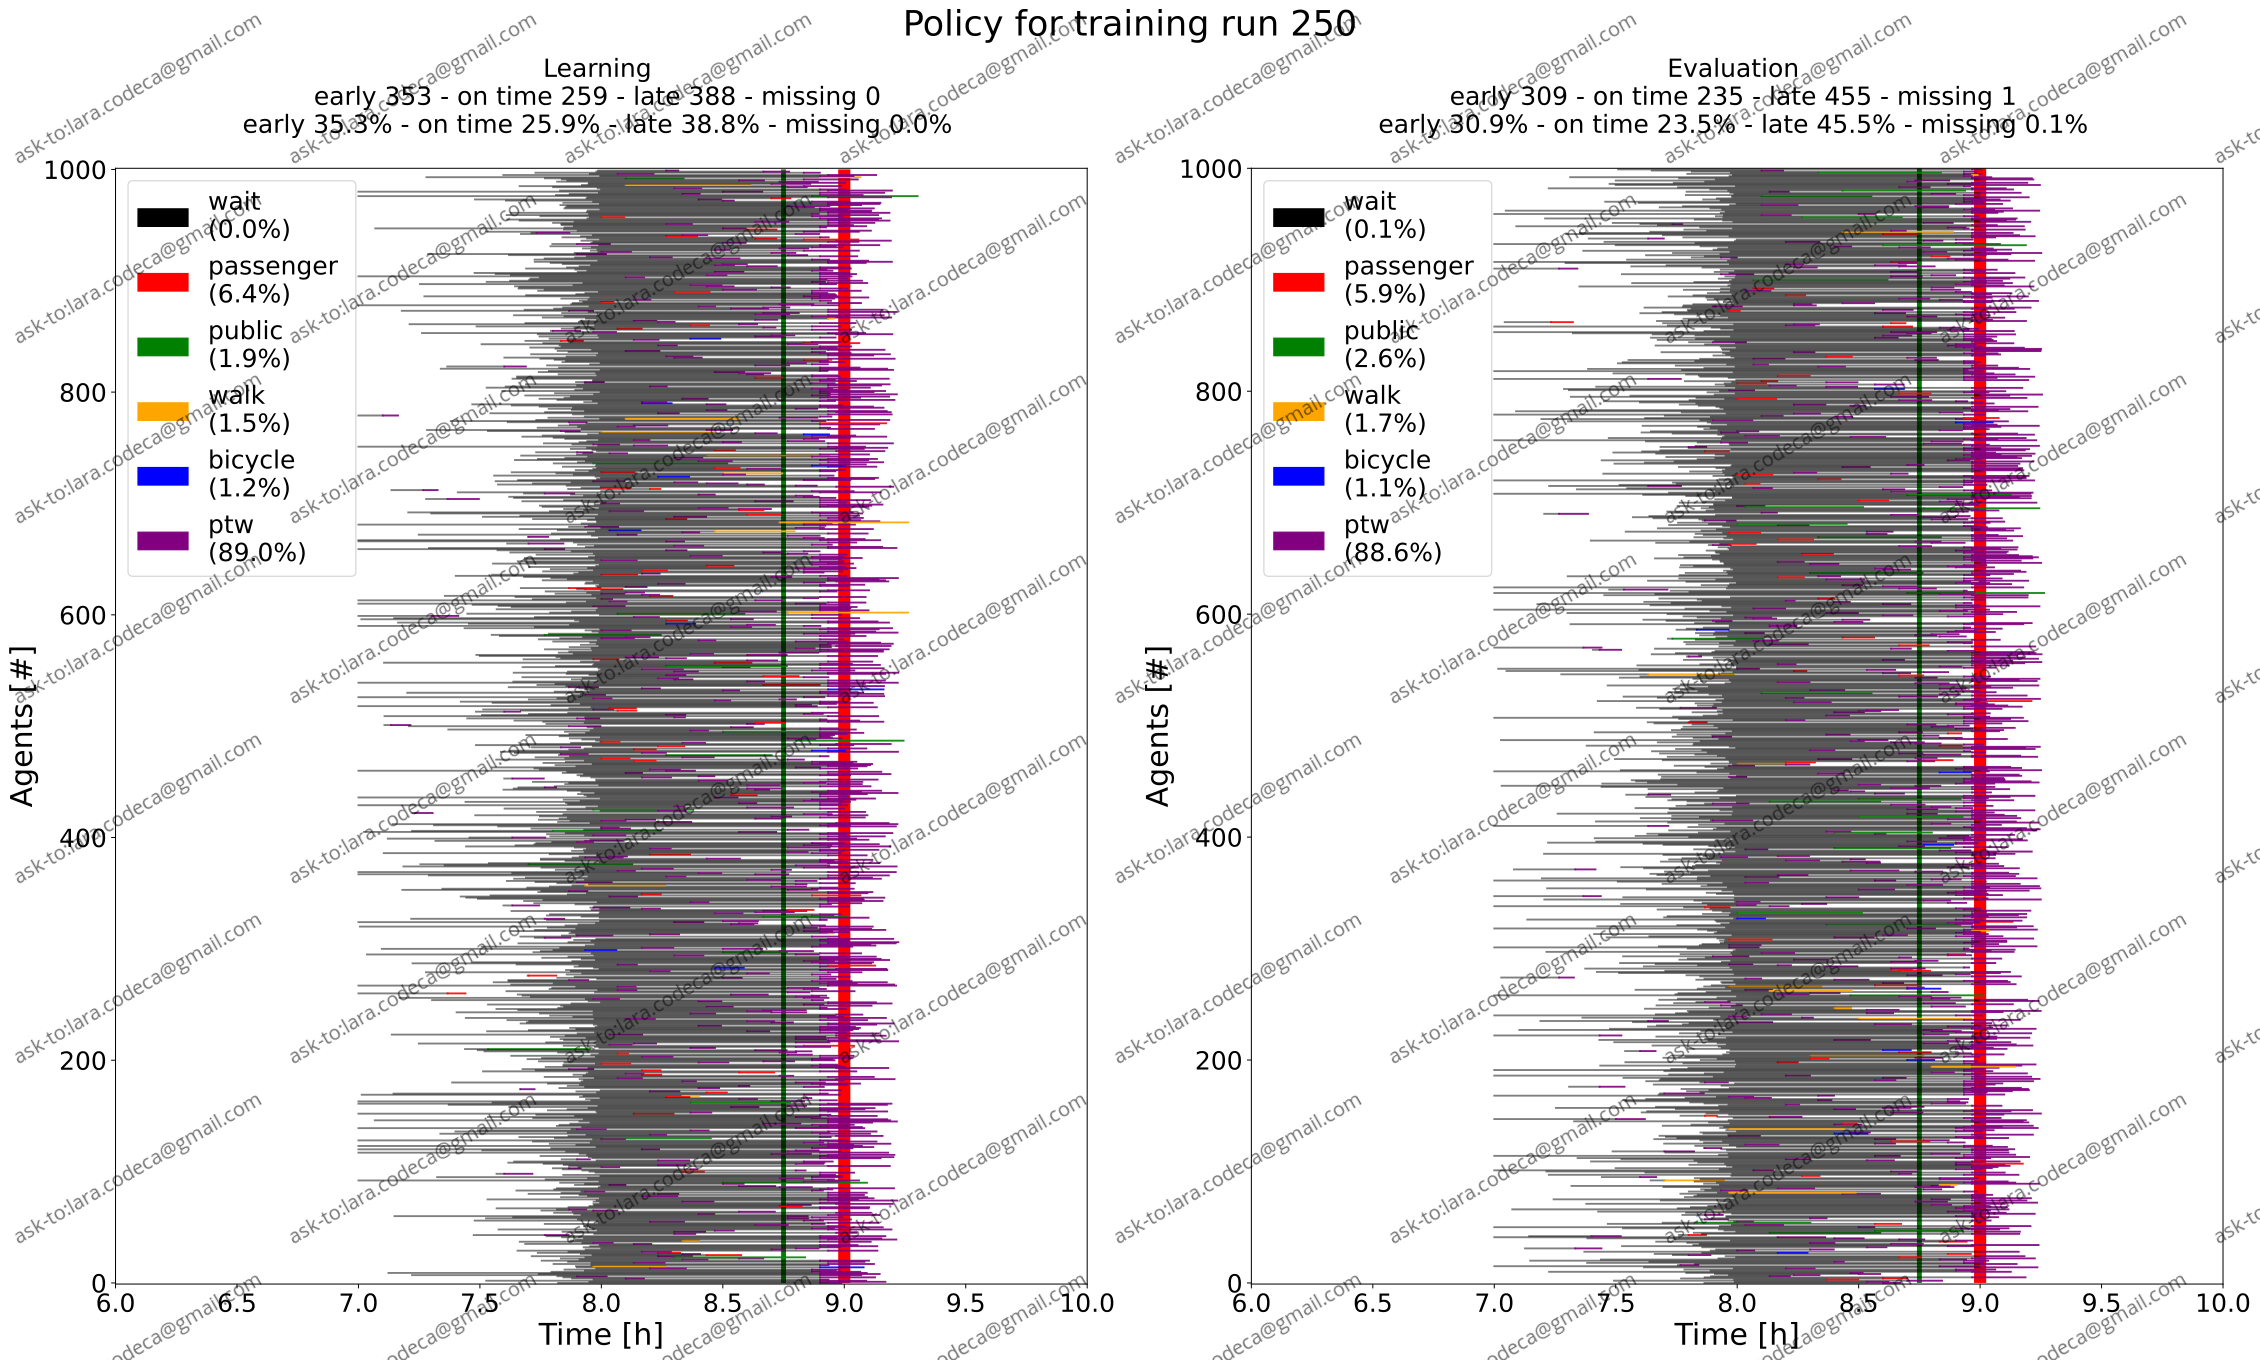 Policy for training run 250
Learning
early 353 - on time 259 - late 388 - missing 0
early 35.3% - on time 25.9% - late 38.8% - missing 0.0%
Agents [#]
1000
800
600
400
200
0
wait
(0.0%)
passenger
(6.4%)
public
(1.9%)
walk
(1.5%)
bicycle
(1.2%)
ptw
(89.0%)
6.0 6.5 7.0 7.5 8.0 8.5 9.0 9.5 10.0
Time [h]
Evaluation
early 309 - on time 235 - late 455 - missing 1
early 30.9% - on time 23.5% - late 45.5% - missing 0.1%
Agents [#]
1000
800
600
400
200
0
wait
(0.1%)
passenger
(5.9%)
public
(2.6%)
walk
(1.7%)
bicycle
(1.1%)
ptw
(88.6%)
6.0 6.5 7.0 7.5 8.0 8.5 9.0 9.5 10.0
Time [h]
ask-to:lara.codeca@gmail.com